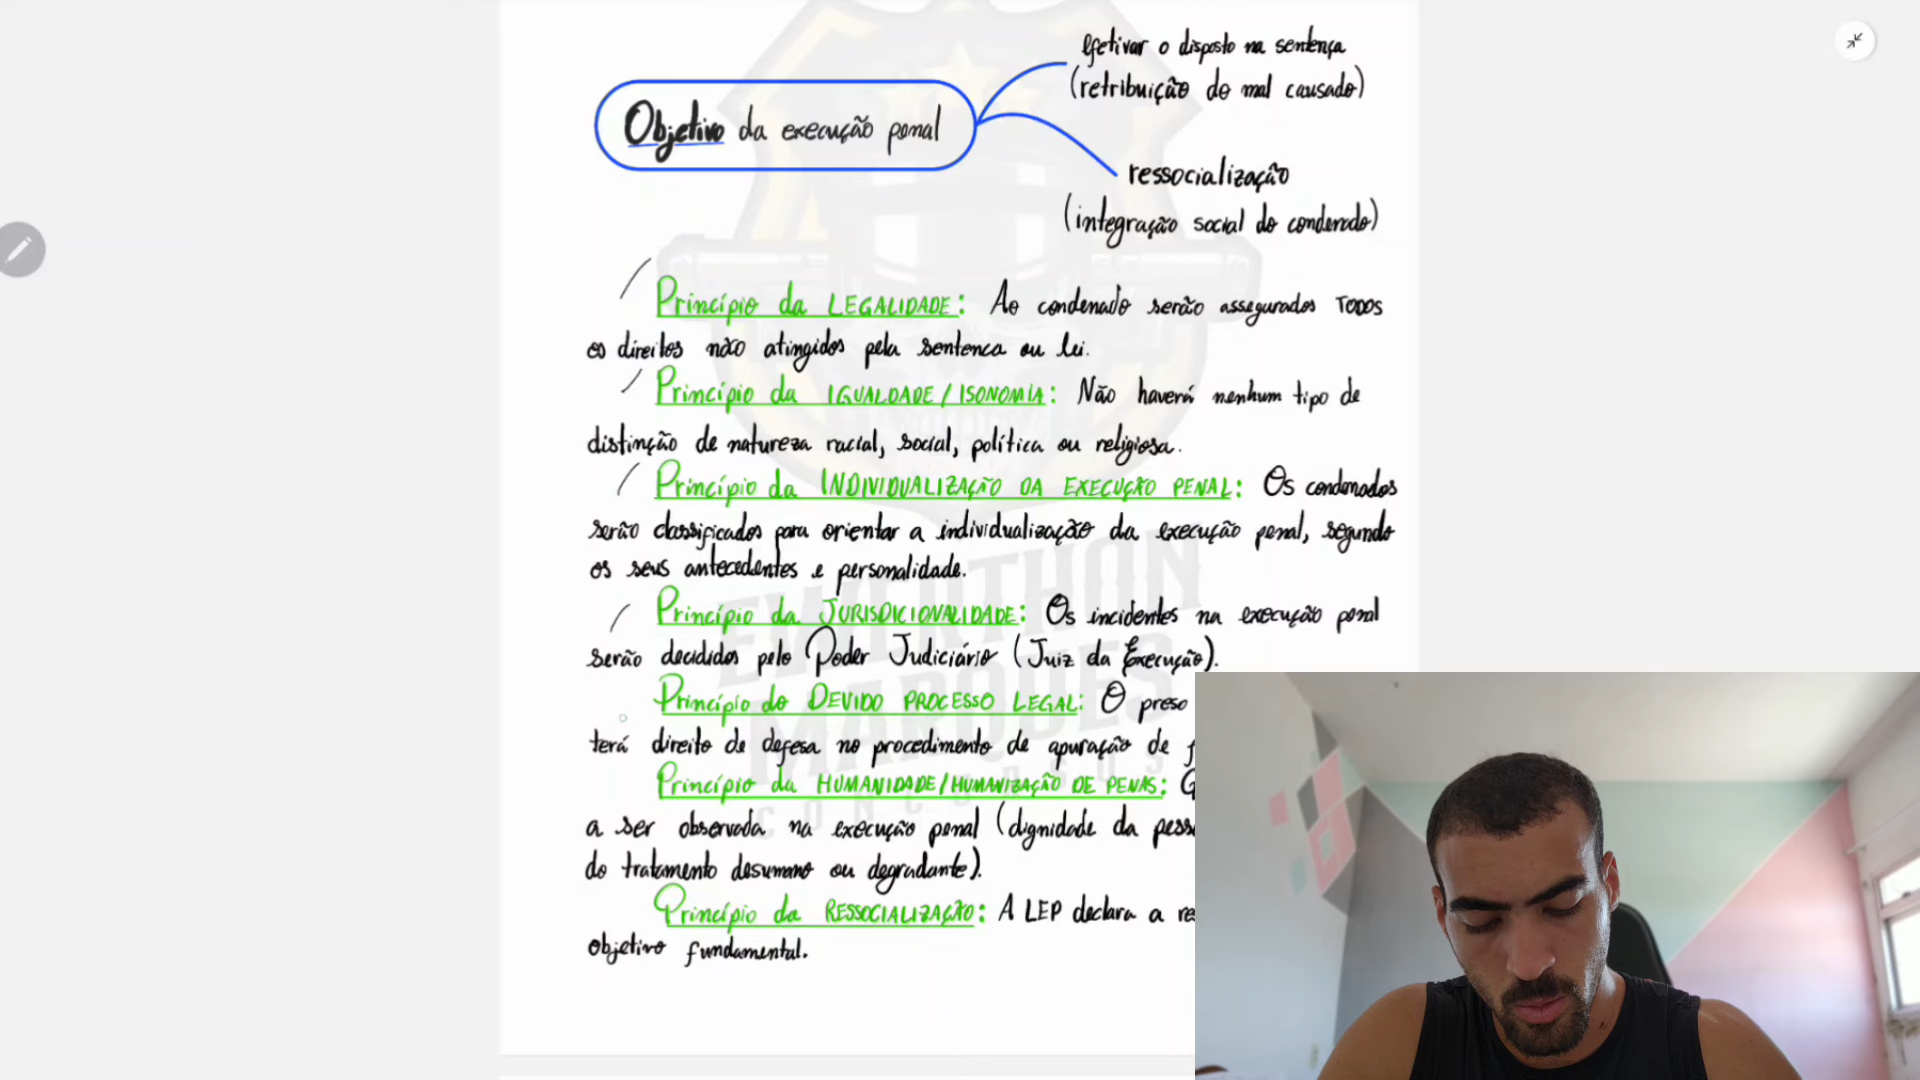 efetivar o disposto na sentença
(retribuição do mal causado)
Objetivo da execução penal
ressocialização
(integração social do condenado)
Princípio da LEGALIDADE: Ao condenado serão assegurados TODOS
os direitos não atingidos pela sentenca ou lei.
Princípio da IGUALDADE/ISONOMIA: Não haverá nenhum tipo de
distinção de natureza racial, social, política ou religiosa.
Princípio da INDIVIDUALIZAÇÃO DA EXECUÇÃO PENAL: Os condenados
serão classificados para orientar a individualização da execução penal, segundo
os seus antecedentes e personalidade.
Princípio da JURISDICIONALIDADE: Os incidentes na execução penal
serão decididos pelo Poder Judiciário (Juiz da Execução).
Princípio do DEVIDO PROCESSO LEGAL: O preso
terá direito de defesa no procedimento de apuração de
Princípio da HUMANIDADE/HUMANIZAÇÃO DE PENAS:
a ser observada na execução penal (dignidade da
do tratamento desumano ou degradante).
Princípio da RESSOCIALIZAÇÃO: A LEP declara a
objetivo fundamental.
EWERTHON
MARQUES
CONCURSOS